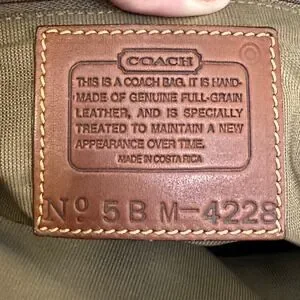 COACH
THIS IS A COACH BAG. IT IS HAND-
MADE OF GENUINE FULL-GRAIN
LEATHER, AND IS SPECIALLY
TREATED TO MAINTAIN A NEW
APPEARANCE OVER TIME.
MADE IN COSTA RICA
Nº 5B M-4228